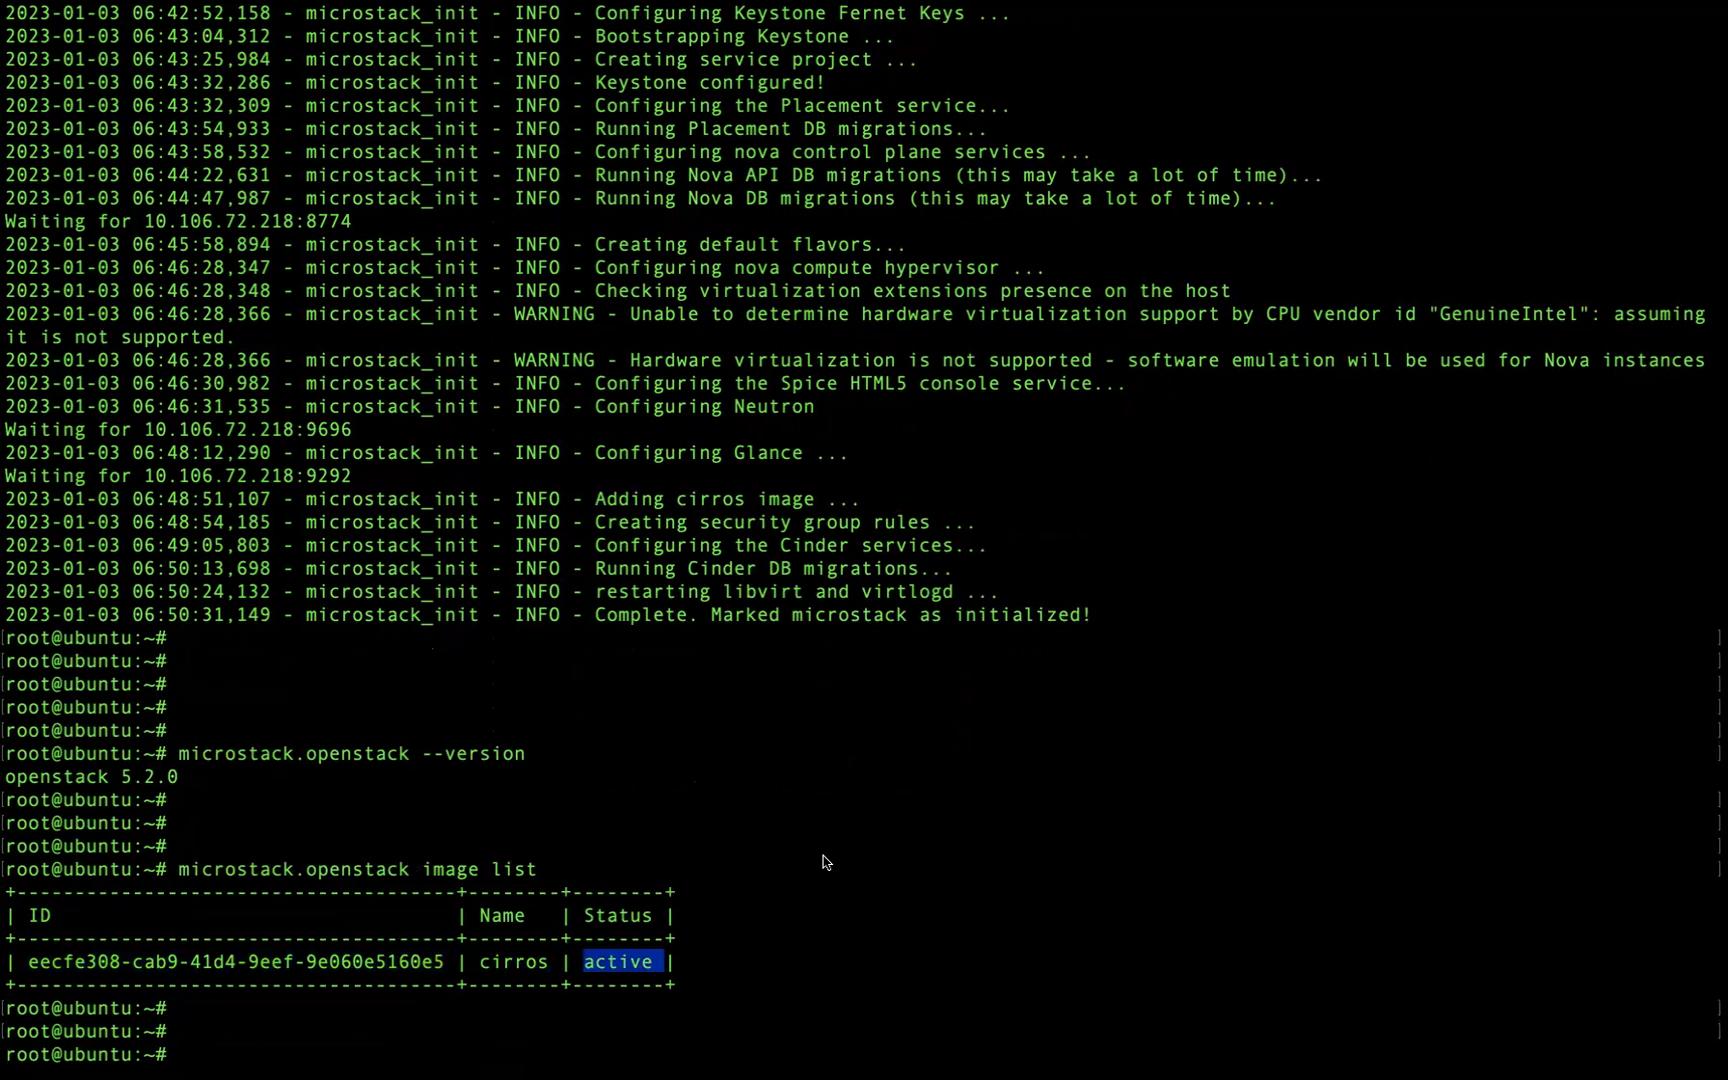 2023-01-03 06:42:52,158 - microstack_init - INFO - Configuring Keystone Fernet Keys ...
2023-01-03 06:43:04,312 - microstack_init - INFO - Bootstrapping Keystone ...
2023-01-03 06:43:25,984 - microstack_init - INFO - Creating service project ...
2023-01-03 06:43:32,286 - microstack_init - INFO - Keystone configured!
2023-01-03 06:43:32,309 - microstack_init - INFO - Configuring the Placement service...
2023-01-03 06:43:54,933 - microstack_init - INFO - Running Placement DB migrations...
2023-01-03 06:43:58,532 - microstack_init - INFO - Configuring nova control plane services ...
2023-01-03 06:44:22,631 - microstack_init - INFO - Running Nova API DB migrations (this may take a lot of time)...
2023-01-03 06:44:47,987 - microstack_init - INFO - Running Nova DB migrations (this may take a lot of time)...
Waiting for 10.106.72.218:8774
2023-01-03 06:45:58,894 - microstack_init - INFO - Creating default flavors...
2023-01-03 06:46:28,347 - microstack_init - INFO - Configuring nova compute hypervisor ...
2023-01-03 06:46:28,348 - microstack_init - INFO - Checking virtualization extensions presence on the host
2023-01-03 06:46:28,366 - microstack_init - WARNING - Unable to determine hardware virtualization support by CPU vendor id "GenuineIntel": assuming
it is not supported.
2023-01-03 06:46:28,366 - microstack_init - WARNING - Hardware virtualization is not supported - software emulation will be used for Nova instances
2023-01-03 06:46:30,982 - microstack_init - INFO - Configuring the Spice HTML5 console service...
2023-01-03 06:46:31,535 - microstack_init - INFO - Configuring Neutron
Waiting for 10.106.72.218:9696
2023-01-03 06:48:12,290 - microstack_init - INFO - Configuring Glance ...
Waiting for 10.106.72.218:9292
2023-01-03 06:48:51,107 - microstack_init - INFO - Adding cirros image ...
2023-01-03 06:48:54,185 - microstack_init - INFO - Creating security group rules ...
2023-01-03 06:49:05,803 - microstack_init - INFO - Configuring the Cinder services...
2023-01-03 06:50:13,698 - microstack_init - INFO - Running Cinder DB migrations...
2023-01-03 06:50:24,132 - microstack_init - INFO - restarting libvirt and virtlogd ...
2023-01-03 06:50:31,149 - microstack_init - INFO - Complete. Marked microstack as initialized!
[root@ubuntu:~# ]
[root@ubuntu:~# ]
[root@ubuntu:~# ]
[root@ubuntu:~# ]
[root@ubuntu:~# ]
[root@ubuntu:~# microstack.openstack --version ]
openstack 5.2.0
[root@ubuntu:~# ]
[root@ubuntu:~# ]
[root@ubuntu:~# ]
[root@ubuntu:~# microstack.openstack image list ]
+--------------------------------------+--------+--------+
| ID                                   | Name   | Status |
+--------------------------------------+--------+--------+
| eecfe308-cab9-41d4-9eef-9e060e5160e5 | cirros | active |
+--------------------------------------+--------+--------+
[root@ubuntu:~# ]
[root@ubuntu:~# ]
root@ubuntu:~#